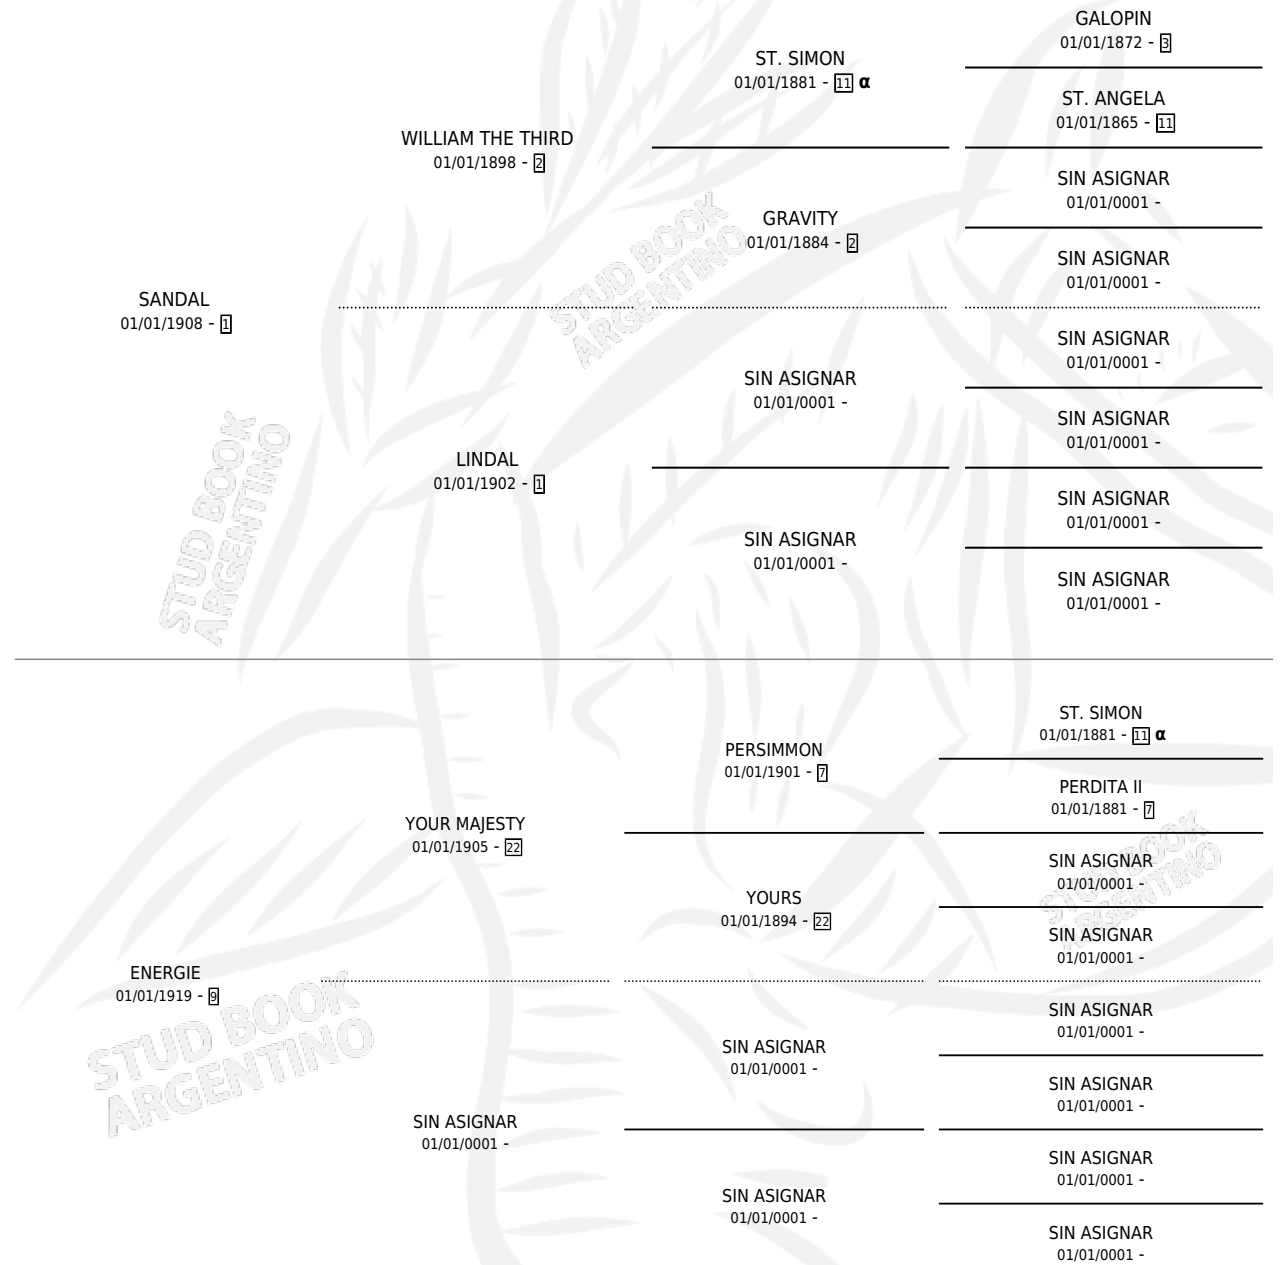 GALOPIN
01/01/1872 - 3
ST. SIMON
01/01/1881 - 11 α
ST. ANGELA
01/01/1865 - 11
WILLIAM THE THIRD
01/01/1898 - 2
SIN ASIGNAR
01/01/0001 -
GRAVITY
01/01/1884 - 2
SIN ASIGNAR
01/01/0001 -
STUD BOOK
ARGENTINO
SANDAL
01/01/1908 - 1
SIN ASIGNAR
01/01/0001 -
SIN ASIGNAR
01/01/0001 -
SIN ASIGNAR
01/01/0001 -
LINDAL
01/01/1902 - 1
SIN ASIGNAR
01/01/0001 -
SIN ASIGNAR
01/01/0001 -
SIN ASIGNAR
01/01/0001 -
STUD BOOK
ARGENTINO
ST. SIMON
01/01/1881 - 11 α
PERSIMMON
01/01/1901 - 7
PERDITA II
01/01/1881 - 7
YOUR MAJESTY
01/01/1905 - 22
SIN ASIGNAR
01/01/0001 -
YOURS
01/01/1894 - 22
SIN ASIGNAR
01/01/0001 -
STUD BOOK
ARGENTINO
ENERGIE
01/01/1919 - 9
SIN ASIGNAR
01/01/0001 -
SIN ASIGNAR
01/01/0001 -
SIN ASIGNAR
01/01/0001 -
STUD BOOK
ARGENTINO
SIN ASIGNAR
01/01/0001 -
SIN ASIGNAR
01/01/0001 -
SIN ASIGNAR
01/01/0001 -
SIN ASIGNAR
01/01/0001 -